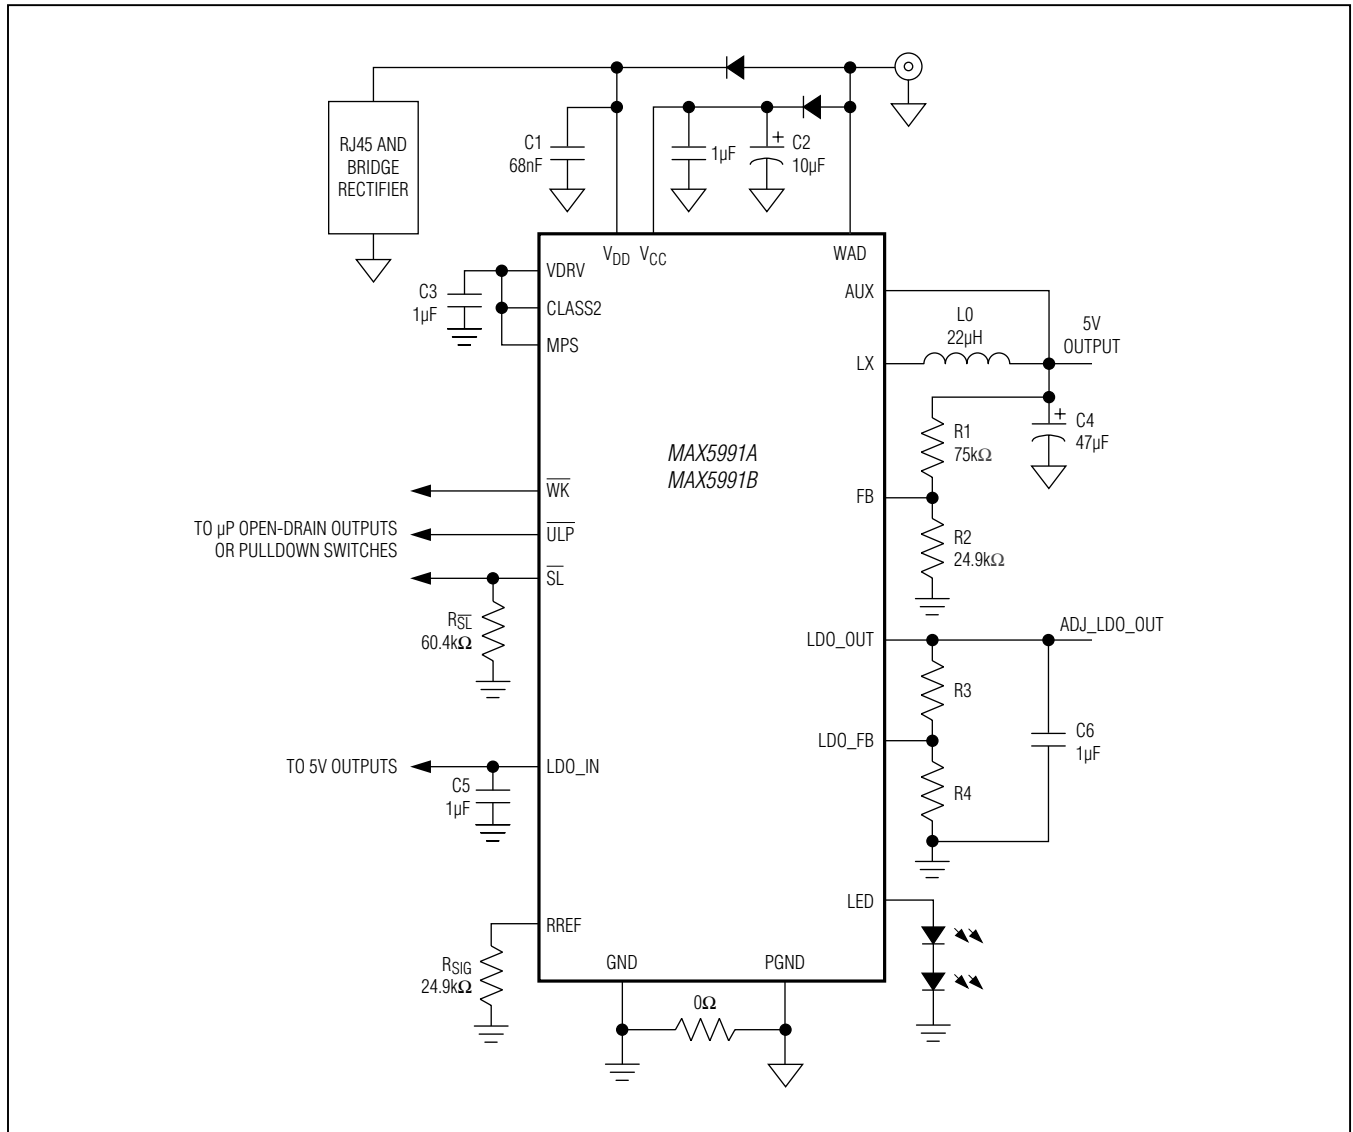 RJ45 AND
BRIDGE
RECTIFIER
C1
68nF
1µF
+
C2
10µF
VDD
VCC
WAD
VDRV
C3
1µF
CLASS2
MPS
AUX
L0
22µH
5V
OUTPUT
LX
R1
75kΩ
+
C4
47µF
MAX5991A
MAX5991B
WK
FB
TO µP OPEN-DRAIN OUTPUTS
OR PULLDOWN SWITCHES
ULP
R2
24.9kΩ
SL
RSL
60.4kΩ
LDO_OUT
ADJ_LDO_OUT
R3
LDO_FB
C6
1µF
TO 5V OUTPUTS
LDO_IN
C5
1µF
R4
LED
RREF
RSIG
24.9kΩ
GND
PGND
0Ω